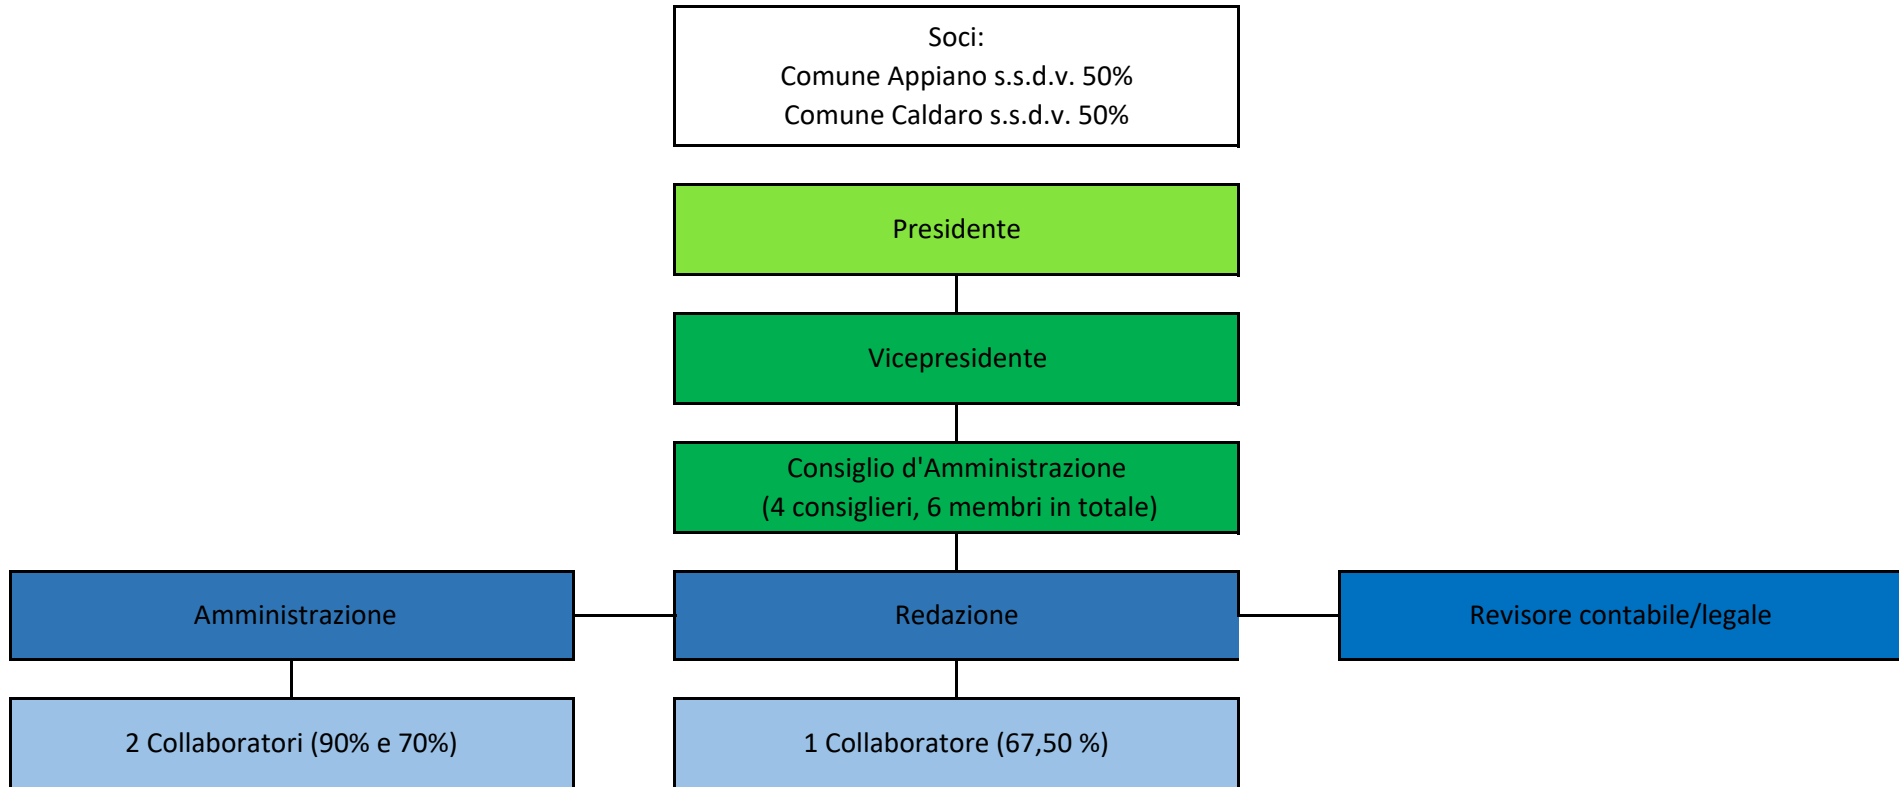 Soci:
Comune Appiano s.s.d.v. 50%
Comune Caldaro s.s.d.v. 50%
Presidente
Vicepresidente
Consiglio d'Amministrazione
(4 consiglieri, 6 membri in totale)
Amministrazione
Redazione
Revisore contabile/legale
2 Collaboratori (90% e 70%)
1 Collaboratore (67,50 %)